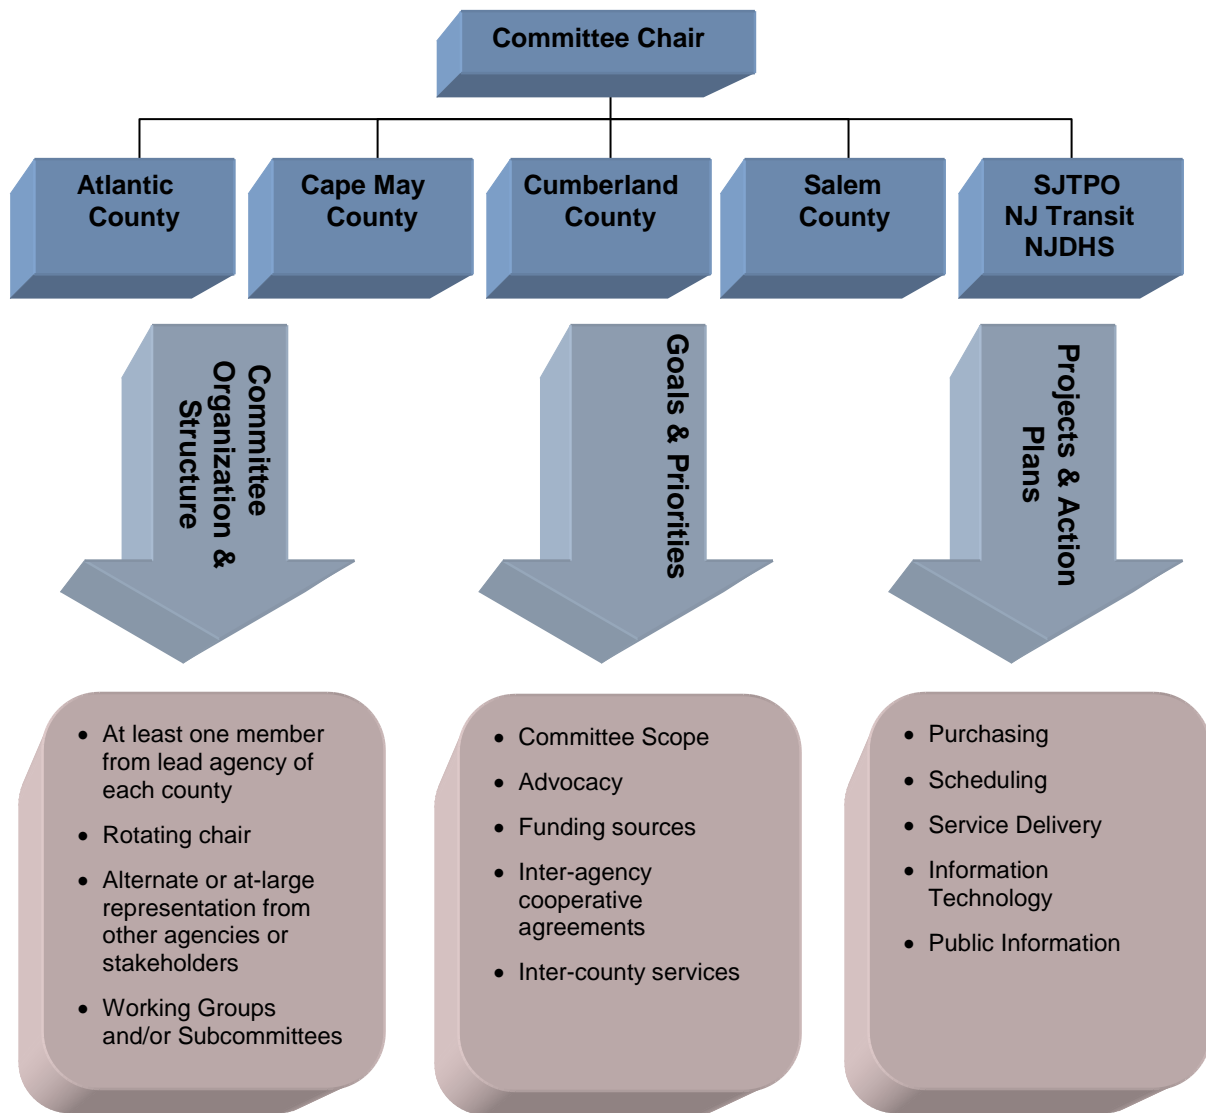 Committee Chair
Atlantic
County
Cape May
County
Cumberland
County
Salem
County
SJTPO
NJ Transit
NJDHS
Committee
Organization &
Structure
Goals & Priorities
Projects & Action
Plans
• At least one member
from lead agency of
each county
• Rotating chair
• Alternate or at-large
representation from
other agencies or
stakeholders
• Working Groups
and/or Subcommittees
• Committee Scope
• Advocacy
• Funding sources
• Inter-agency
cooperative
agreements
• Inter-county services
• Purchasing
• Scheduling
• Service Delivery
• Information
Technology
• Public Information